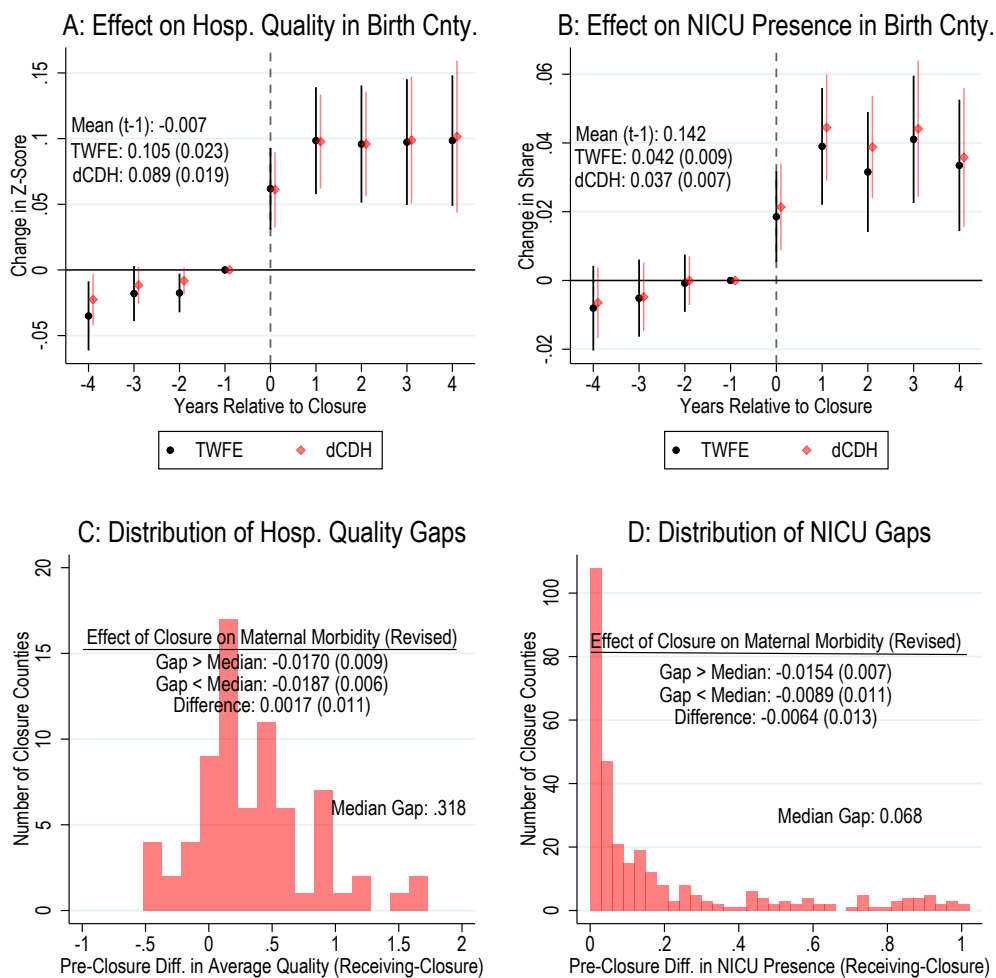 A: Effect on Hosp. Quality in Birth Cnty.
Change in Z-Score
.15
.1
.05
0
-.05
Mean (t-1): -0.007
TWFE: 0.105 (0.023)
dCDH: 0.089 (0.019)
-4 -3 -2 -1 0 1 2 3 4
Years Relative to Closure
TWFE dCDH
B: Effect on NICU Presence in Birth Cnty.
Change in Share
.06
.04
.02
0
-.02
Mean (t-1): 0.142
TWFE: 0.042 (0.009)
dCDH: 0.037 (0.007)
-4 -3 -2 -1 0 1 2 3 4
Years Relative to Closure
TWFE dCDH
C: Distribution of Hosp. Quality Gaps
Number of Closure Counties
20
15
10
5
0
Effect of Closure on Maternal Morbidity (Revised)
Gap > Median: -0.0170 (0.009)
Gap < Median: -0.0187 (0.006)
Difference: 0.0017 (0.011)
Median Gap: .318
-1 -.5 0 .5 1 1.5 2
Pre-Closure Diff. in Average Quality (Receiving-Closure)
D: Distribution of NICU Gaps
Number of Closure Counties
100
80
60
40
20
0
Effect of Closure on Maternal Morbidity (Revised)
Gap > Median: -0.0154 (0.007)
Gap < Median: -0.0089 (0.011)
Difference: -0.0064 (0.013)
Median Gap: 0.068
0 .2 .4 .6 .8 1
Pre-Closure Diff. in NICU Presence (Receiving-Closure)